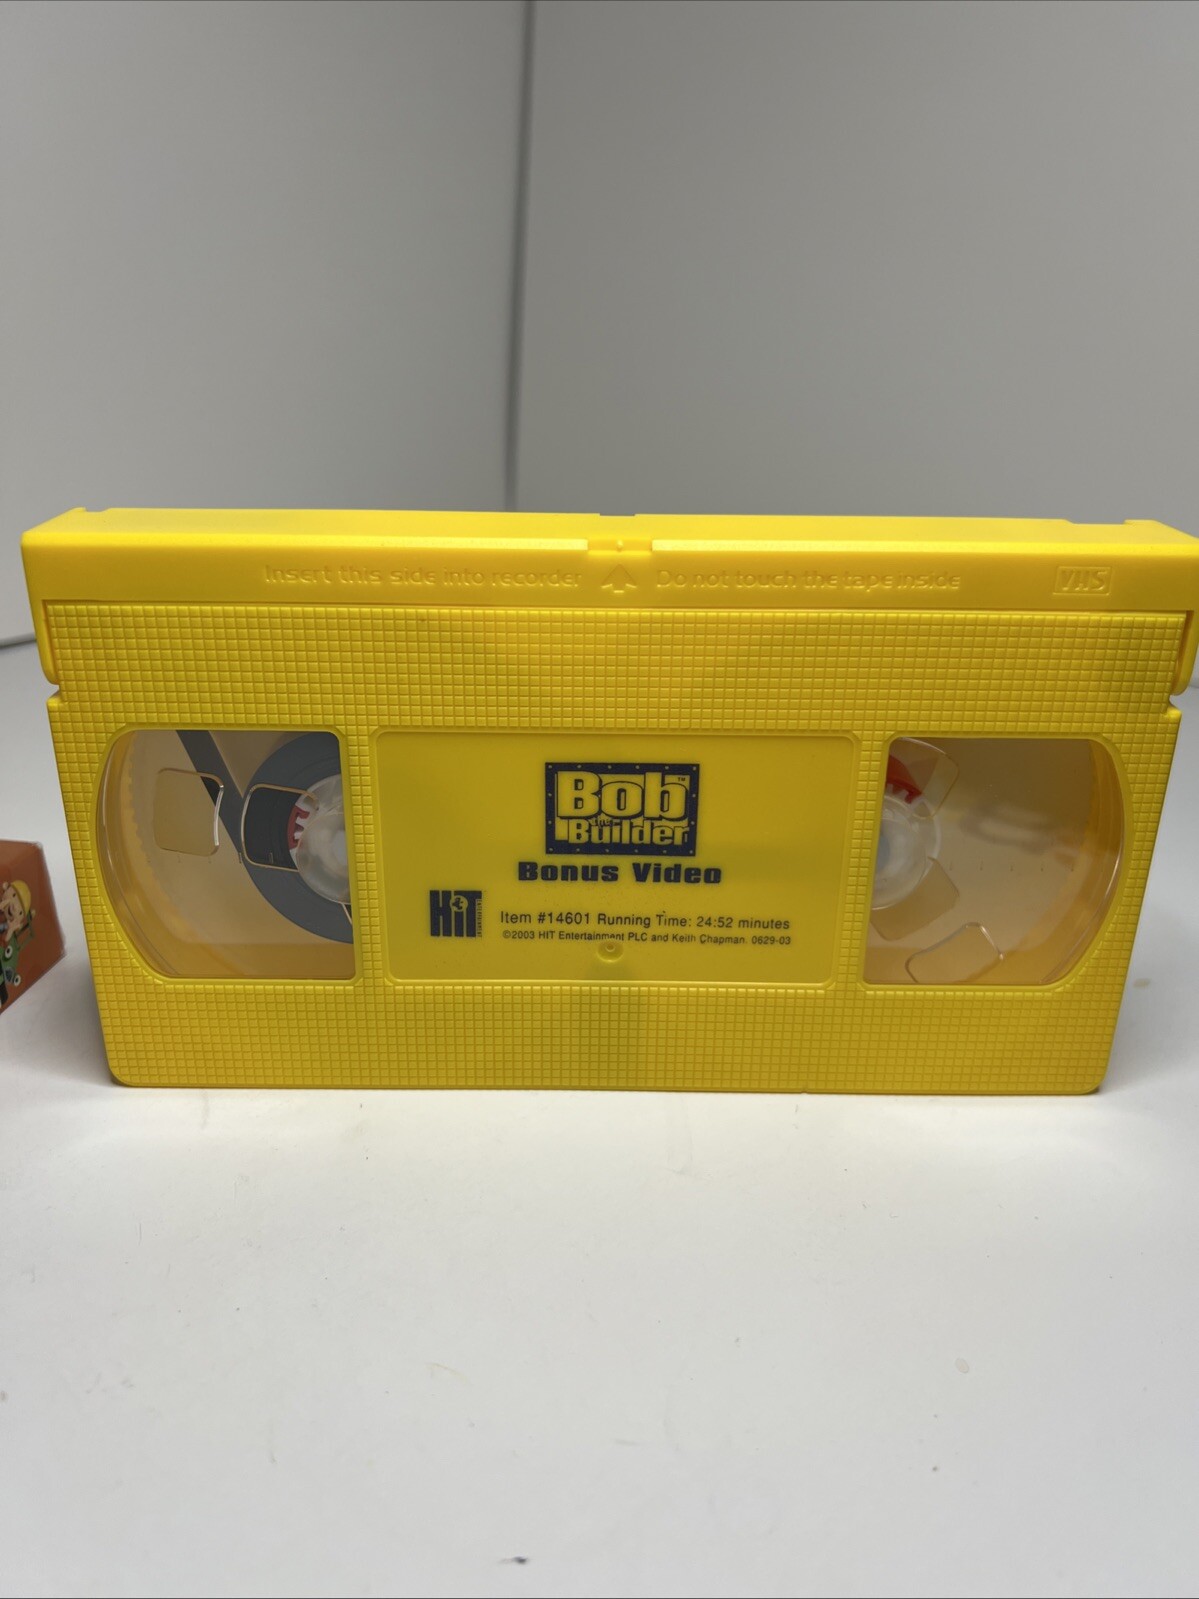 Insert this side into recorder Do not touch the tape inside VHS
Bob™
the
Builder
Bonus Video
HiT
Item #14601 Running Time: 24:52 minutes
©2003 HIT Entertainment PLC and Keith Chapman. 0629-03